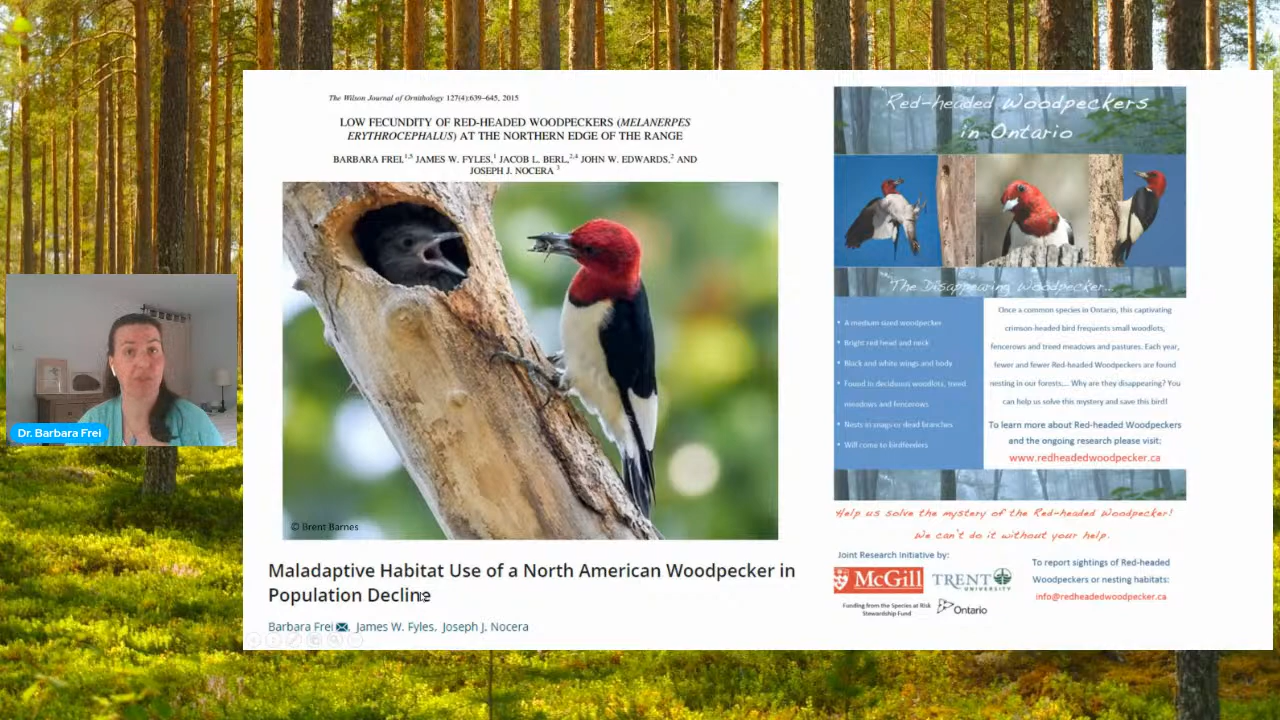 The Wilson Journal of Ornithology 127(4):639–645, 2015
LOW FECUNDITY OF RED-HEADED WOODPECKERS (MELANERPES
ERYTHROCEPHALUS) AT THE NORTHERN EDGE OF THE RANGE
BARBARA FREI,1,5 JAMES W. FYLES,1 JACOB L. BERL,2,4 JOHN W. EDWARDS,2 AND
JOSEPH J. NOCERA 3
© Brent Barnes
Maladaptive Habitat Use of a North American Woodpecker in
Population Decline
Barbara Frei, James W. Fyles, Joseph J. Nocera
Dr. Barbara Frei
Red-headed Woodpeckers
in Ontario
"The Disappearing Woodpecker...
• A medium sized woodpecker
• Bright red head and neck
• Black and white wings and body
• Found in deciduous woodlots, treed
meadows and fencerows
• Nests in snags or dead branches
• Will come to birdfeeders
Once a common species in Ontario, this captivating
crimson-headed bird frequents small woodlots,
fencerows and treed meadows and pastures. Each year,
fewer and fewer Red-headed Woodpeckers are found
nesting in our forests.... Why are they disappearing? You
can help us solve this mystery and save this bird!
To learn more about Red-headed Woodpeckers
and the ongoing research please visit:
www.redheadedwoodpecker.ca
Help us solve the mystery of the Red-headed Woodpecker!
We can't do it without your help.
Joint Research Initiative by:
McGill
TRENT
UNIVERSITY
Funding from the Species at Risk
Stewardship Fund
Ontario
To report sightings of Red-headed
Woodpeckers or nesting habitats:
info@redheadedwoodpecker.ca